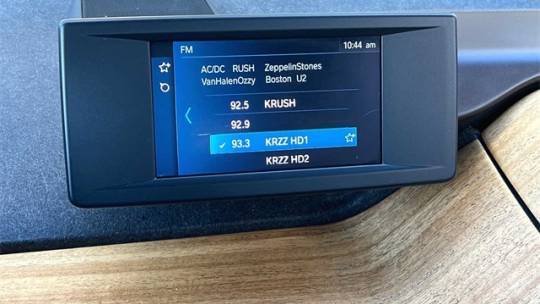 FM 10:44 am
AC/DC RUSH ZeppelinStones
VanHalenOzzy Boston U2
92.5 KRUSH
92.9
93.3 KRZZ HD1
KRZZ HD2